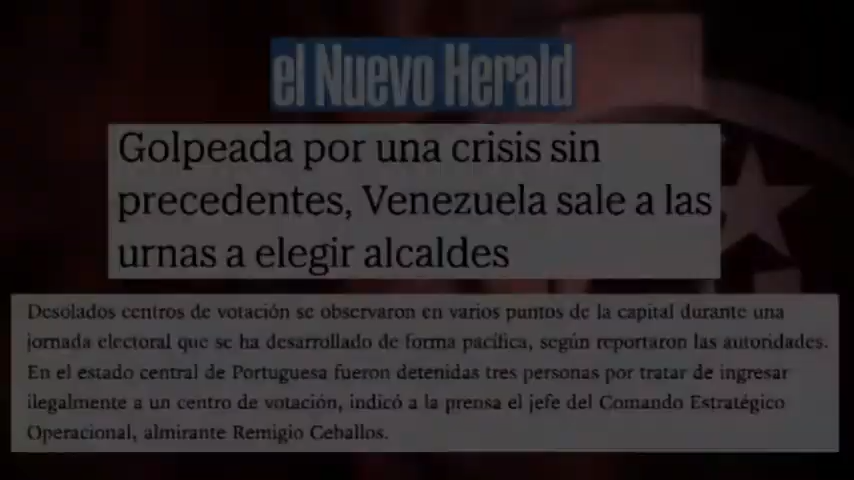 el Nuevo Herald
Golpeada por una crisis sin
precedentes, Venezuela sale a las
urnas a elegir alcaldes
Desolados centros de votación se observaron en varios puntos de la capital durante una
jornada electoral que se ha desarrollado de forma pacífica, según reportaron las autoridades.
En el estado central de Portuguesa fueron detenidas tres personas por tratar de ingresar
ilegalmente a un centro de votación, indicó a la prensa el jefe del Comando Estratégico
Operacional, almirante Remigio Ceballos.